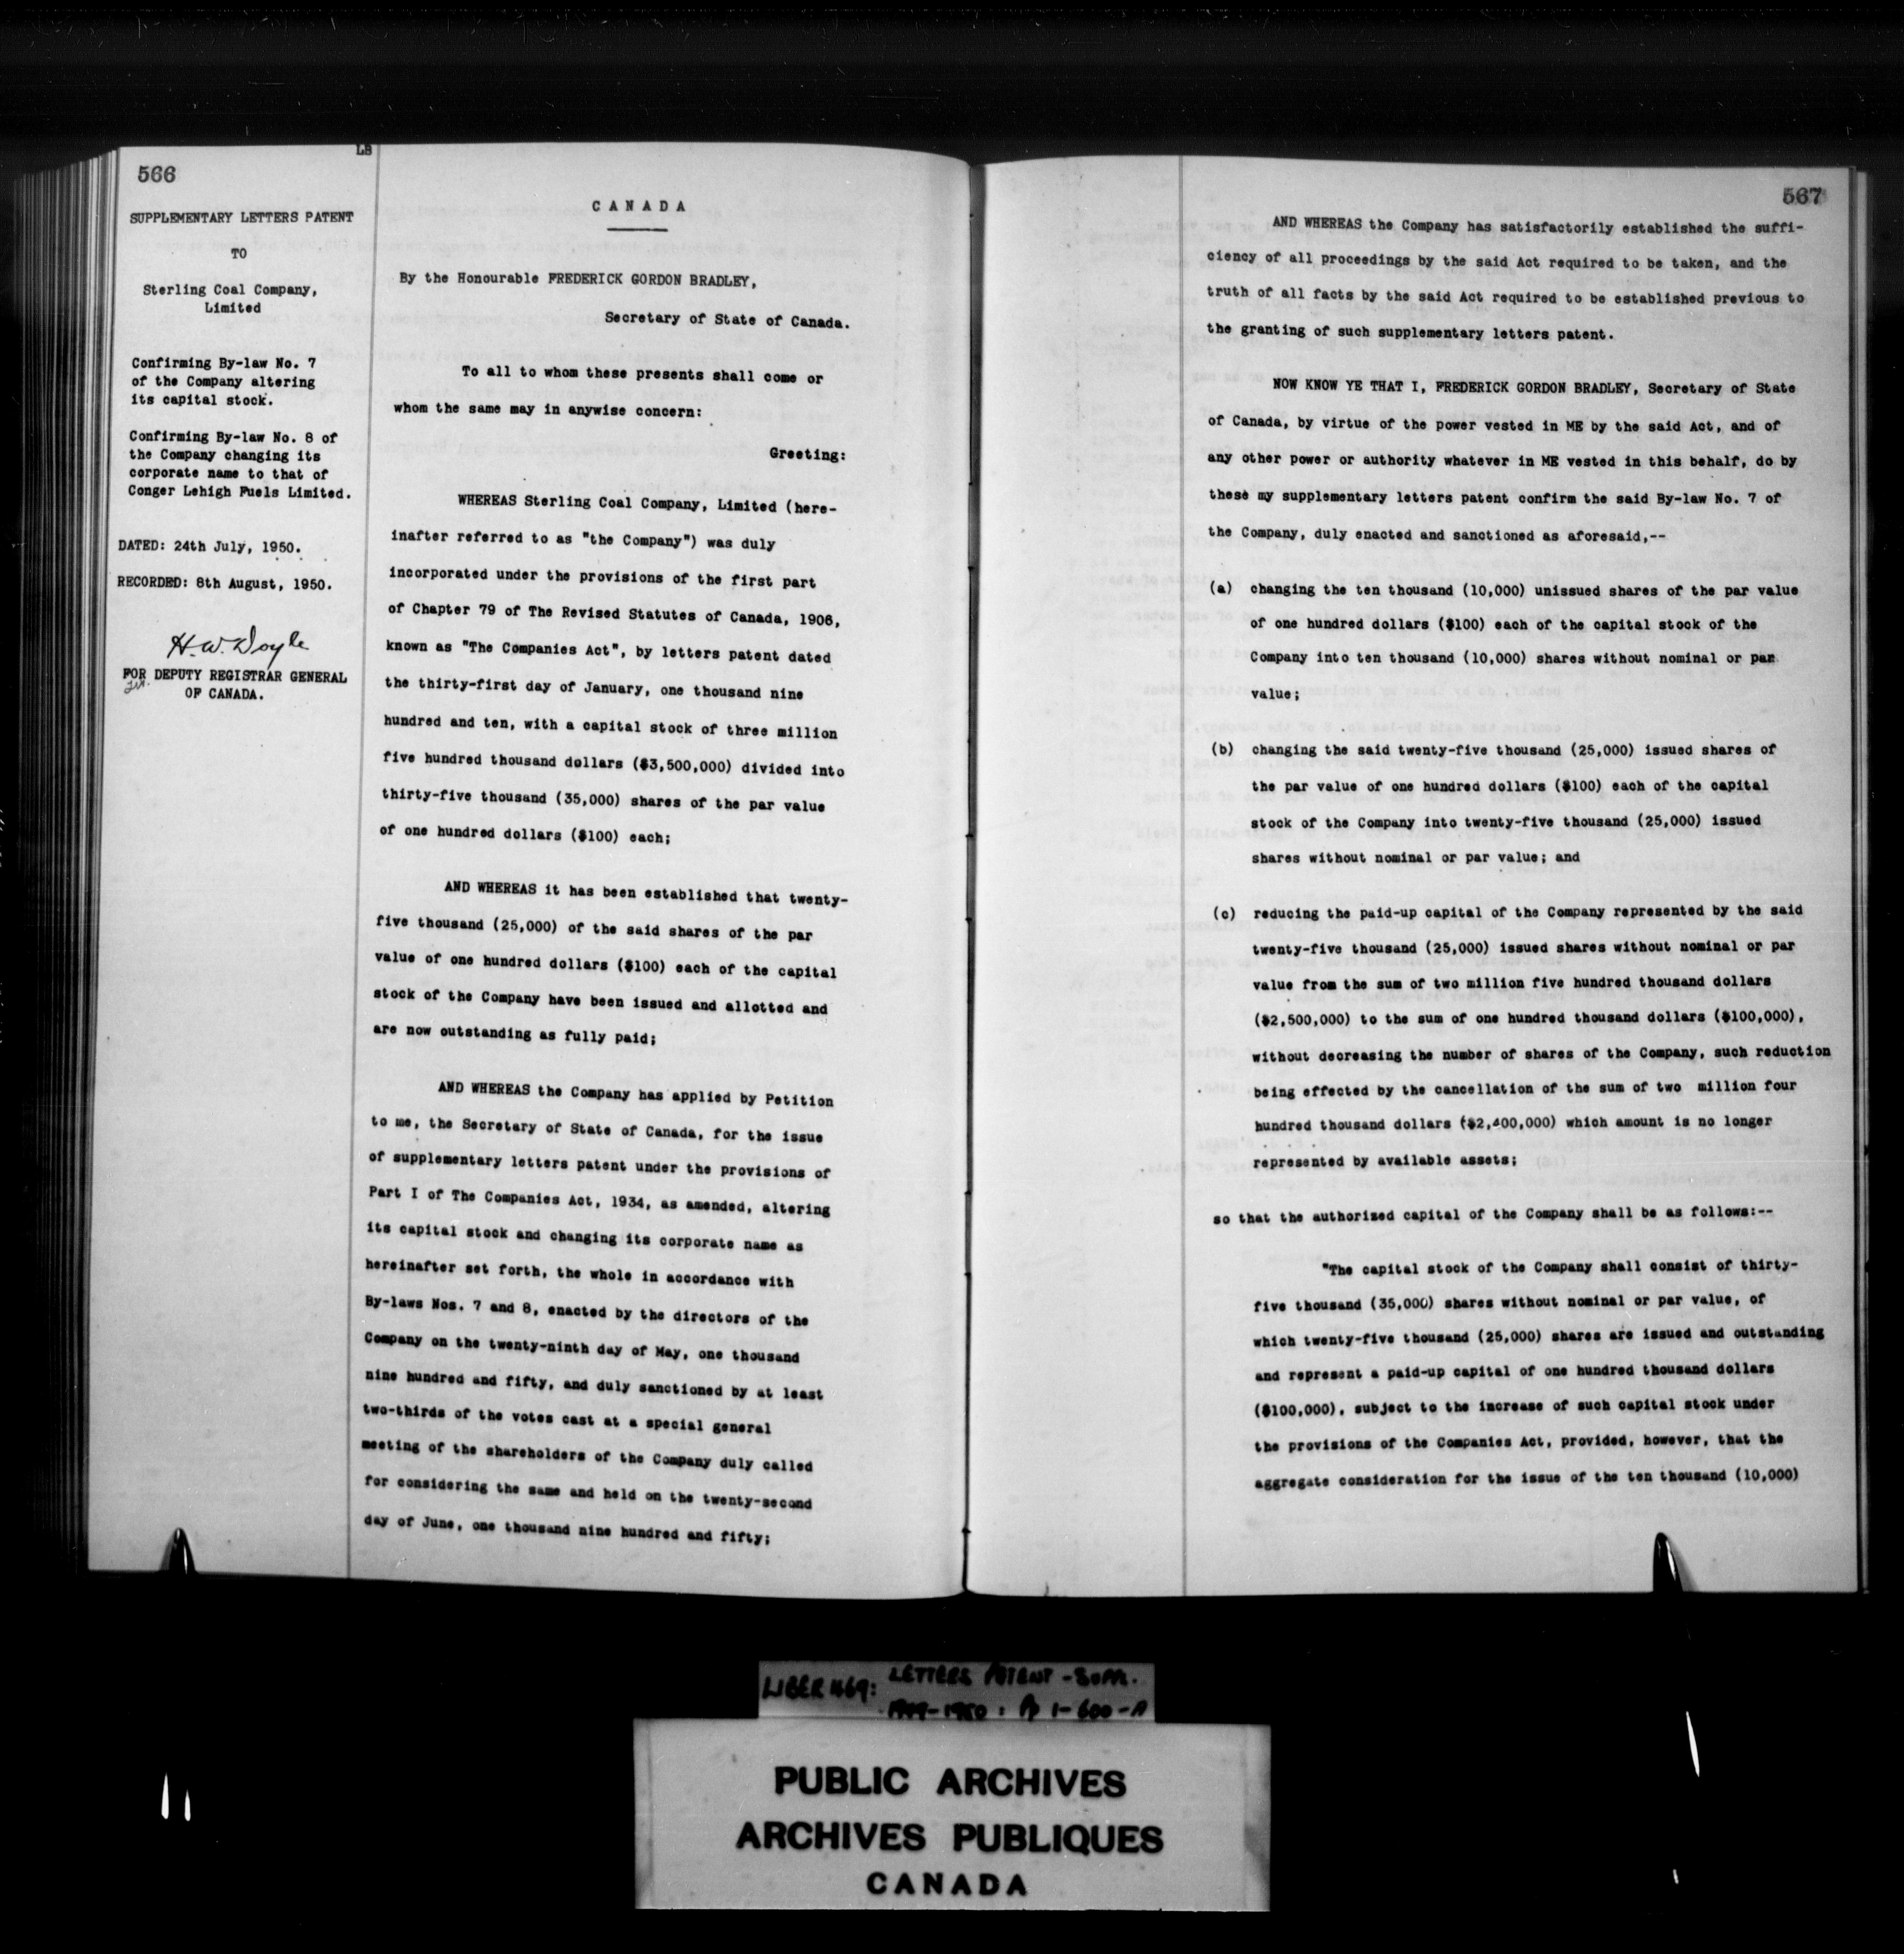 566
LB
SUPPLEMENTARY LETTERS PATENT
TO
Sterling Coal Company,
Limited
Confirming By-law No. 7
of the Company altering
its capital stock.
Confirming By-law No. 8 of
the Company changing its
corporate name to that of
Conger Lehigh Fuels Limited.
DATED: 24th July, 1950.
RECORDED: 8th August, 1950.
H.W. Doyle
FOR DEPUTY REGISTRAR GENERAL
OF CANADA.
CANADA
By the Honourable FREDERICK GORDON BRADLEY,
Secretary of State of Canada.
To all to whom these presents shall come or
whom the same may in anywise concern:
Greeting:
WHEREAS Sterling Coal Company, Limited (here-
inafter referred to as "the Company") was duly
incorporated under the provisions of the first part
of Chapter 79 of The Revised Statutes of Canada, 1906,
known as "The Companies Act", by letters patent dated
the thirty-first day of January, one thousand nine
hundred and ten, with a capital stock of three million
five hundred thousand dollars ($3,500,000) divided into
thirty-five thousand (35,000) shares of the par value
of one hundred dollars ($100) each;
AND WHEREAS it has been established that twenty-
five thousand (25,000) of the said shares of the par
value of one hundred dollars ($100) each of the capital
stock of the Company have been issued and allotted and
are now outstanding as fully paid;
AND WHEREAS the Company has applied by Petition
to me, the Secretary of State of Canada, for the issue
of supplementary letters patent under the provisions of
Part I of The Companies Act, 1934, as amended, altering
its capital stock and changing its corporate name as
hereinafter set forth, the whole in accordance with
By-laws Nos. 7 and 8, enacted by the directors of the
Company on the twenty-ninth day of May, one thousand
nine hundred and fifty, and duly sanctioned by at least
two-thirds of the votes cast at a special general
meeting of the shareholders of the Company duly called
for considering the same and held on the twenty-second
day of June, one thousand nine hundred and fifty;
567
AND WHEREAS the Company has satisfactorily established the suffi-
ciency of all proceedings by the said Act required to be taken, and the
truth of all facts by the said Act required to be established previous to
the granting of such supplementary letters patent.
NOW KNOW YE THAT I, FREDERICK GORDON BRADLEY, Secretary of State
of Canada, by virtue of the power vested in ME by the said Act, and of
any other power or authority whatever in ME vested in this behalf, do by
these my supplementary letters patent confirm the said By-law No. 7 of
the Company, duly enacted and sanctioned as aforesaid,--
(a) changing the ten thousand (10,000) unissued shares of the par value
of one hundred dollars ($100) each of the capital stock of the
Company into ten thousand (10,000) shares without nominal or par
value;
(b) changing the said twenty-five thousand (25,000) issued shares of
the par value of one hundred dollars ($100) each of the capital
stock of the Company into twenty-five thousand (25,000) issued
shares without nominal or par value; and
(c) reducing the paid-up capital of the Company represented by the said
twenty-five thousand (25,000) issued shares without nominal or par
value from the sum of two million five hundred thousand dollars
($2,500,000) to the sum of one hundred thousand dollars ($100,000),
without decreasing the number of shares of the Company, such reduction
being effected by the cancellation of the sum of two million four
hundred thousand dollars ($2,400,000) which amount is no longer
represented by available assets;
so that the authorized capital of the Company shall be as follows:--
"The capital stock of the Company shall consist of thirty-
five thousand (35,000) shares without nominal or par value, of
which twenty-five thousand (25,000) shares are issued and outstanding
and represent a paid-up capital of one hundred thousand dollars
($100,000), subject to the increase of such capital stock under
the provisions of the Companies Act, provided, however, that the
aggregate consideration for the issue of the ten thousand (10,000)
LIBER 469: LETTERS PATENT - SUPPL.
1949-1950: Pp 1-600-A
PUBLIC ARCHIVES
ARCHIVES PUBLIQUES
CANADA